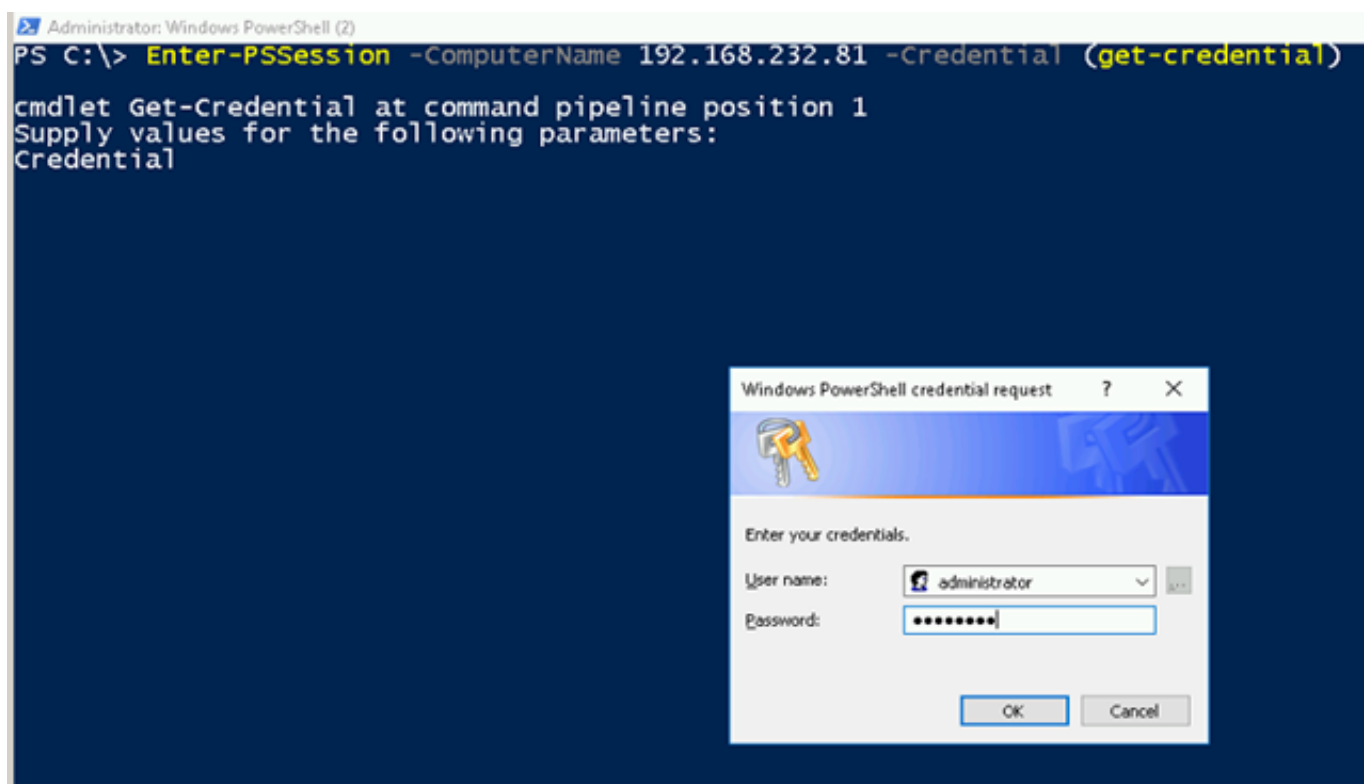 Administrator: Windows PowerShell (2)
PS C:\> Enter-PSSession -ComputerName 192.168.232.81 -Credential (get-credential)
cmdlet Get-Credential at command pipeline position 1
Supply values for the following parameters:
Credential
Windows PowerShell credential request
Enter your credentials.
User name: administrator
Password: ••••••••
OK Cancel